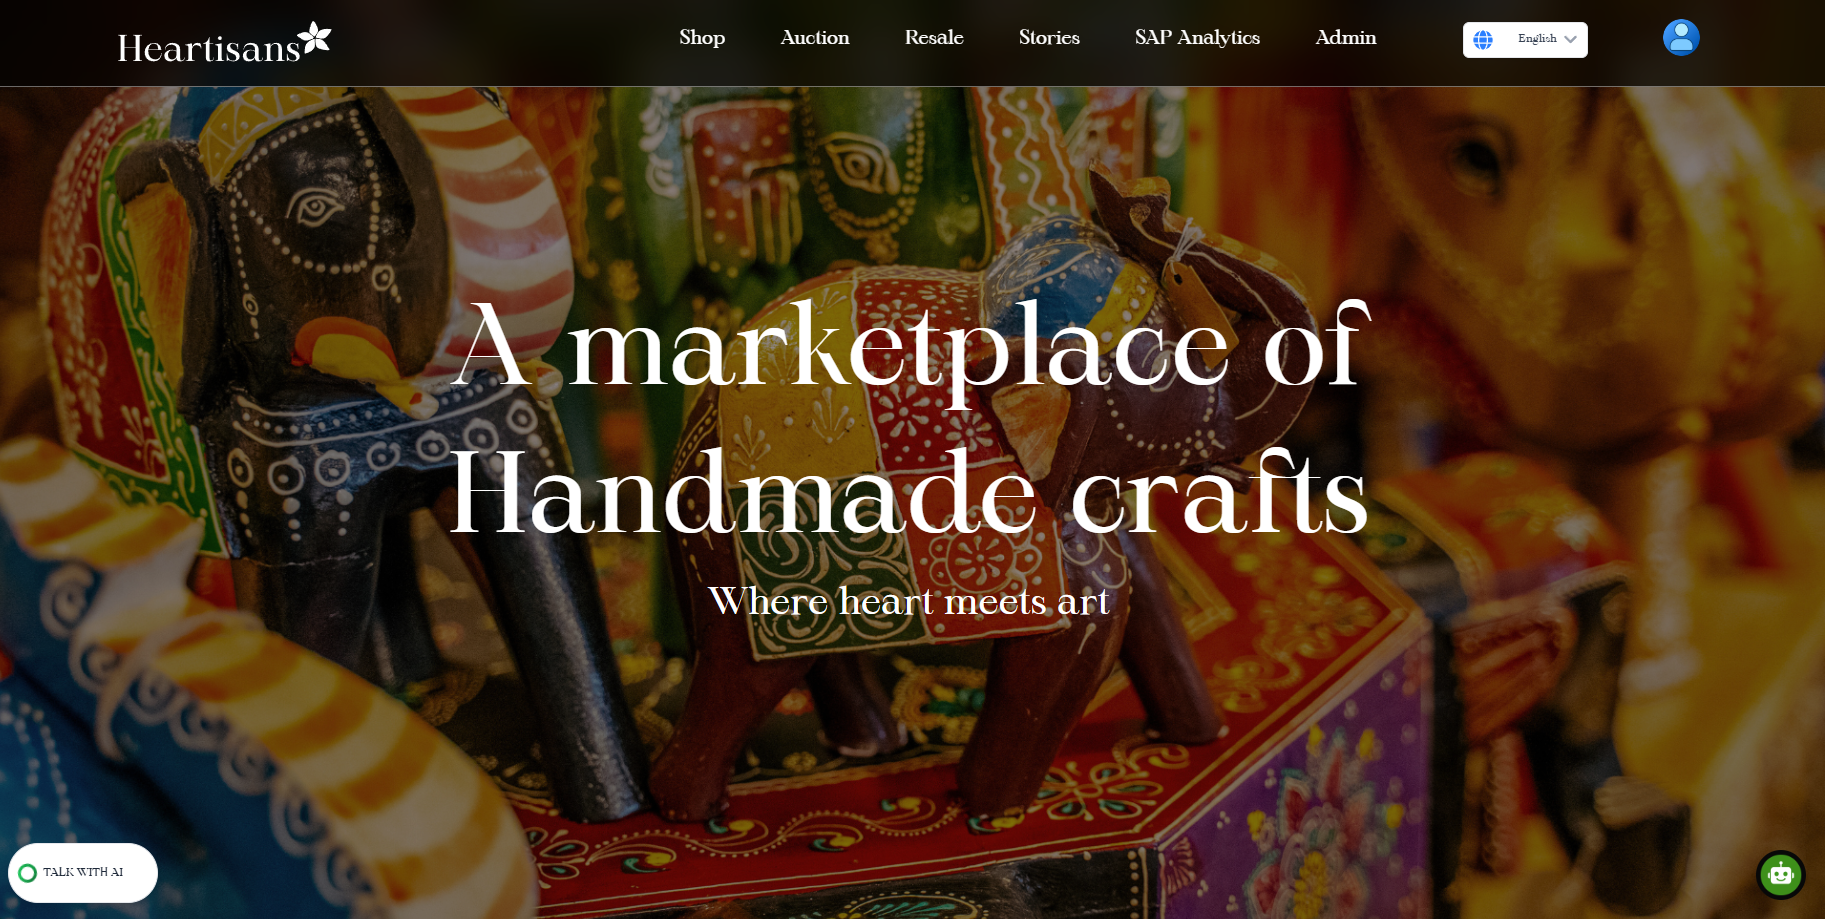 Heartisans
Shop
Auction
Resale
Stories
SAP Analytics
Admin
English
A marketplace of
Handmade crafts
Where heart meets art
TALK WITH AI